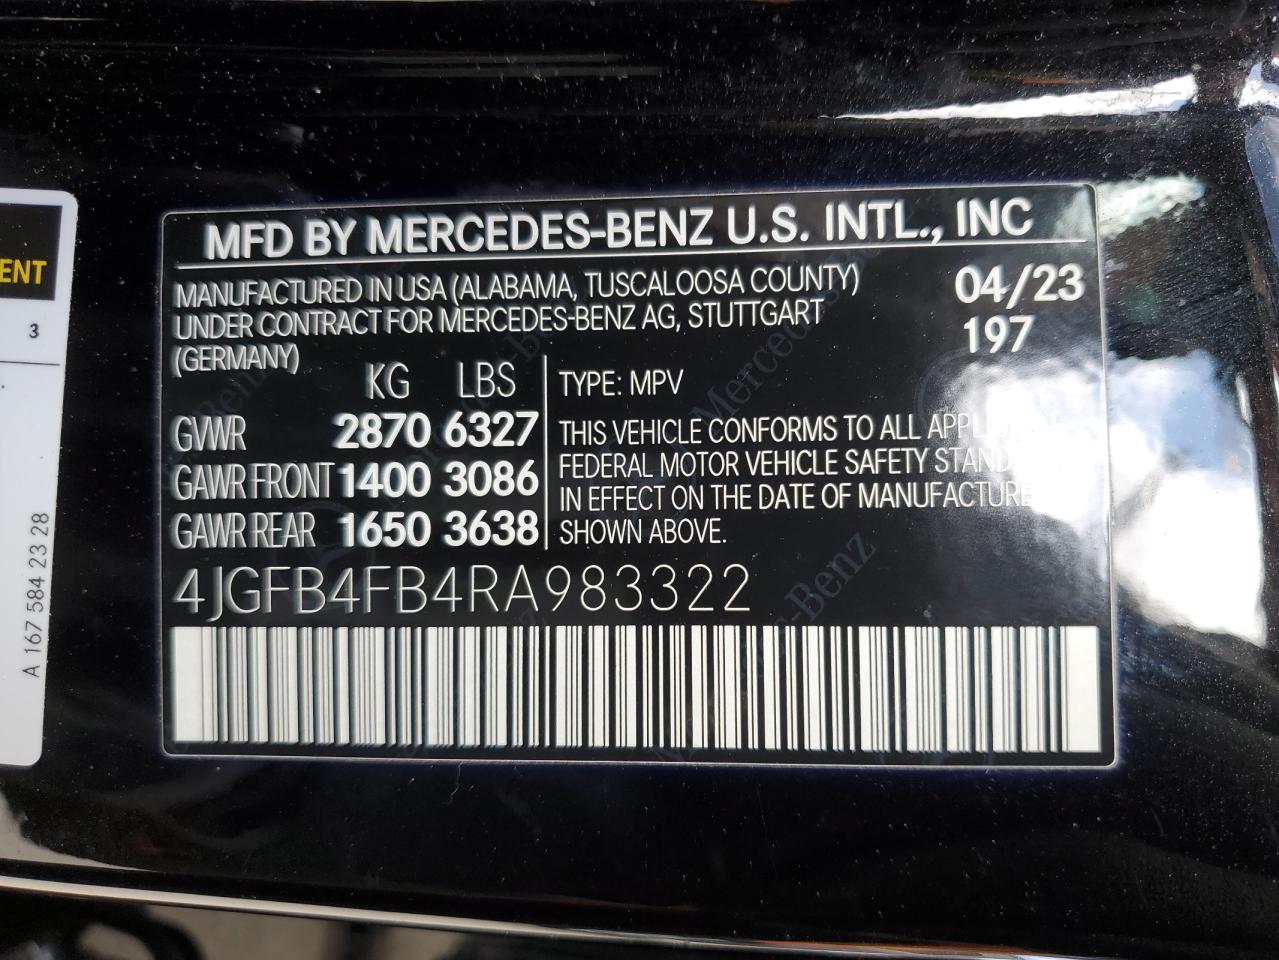 MFD BY MERCEDES-BENZ U.S. INTL., INC
MANUFACTURED IN USA (ALABAMA, TUSCALOOSA COUNTY) 04/23
UNDER CONTRACT FOR MERCEDES-BENZ AG, STUTTGART 197
(GERMANY)
KG LBS
GVWR 2870 6327
GAWR FRONT 1400 3086
GAWR REAR 1650 3638
TYPE: MPV
THIS VEHICLE CONFORMS TO ALL
FEDERAL MOTOR VEHICLE SAFETY
IN EFFECT ON THE DATE OF MANUFACTURE
SHOWN ABOVE.
4JGFB4FB4RA983322
ENT
3
A 167 584 23 28
Mercedes
-Benz